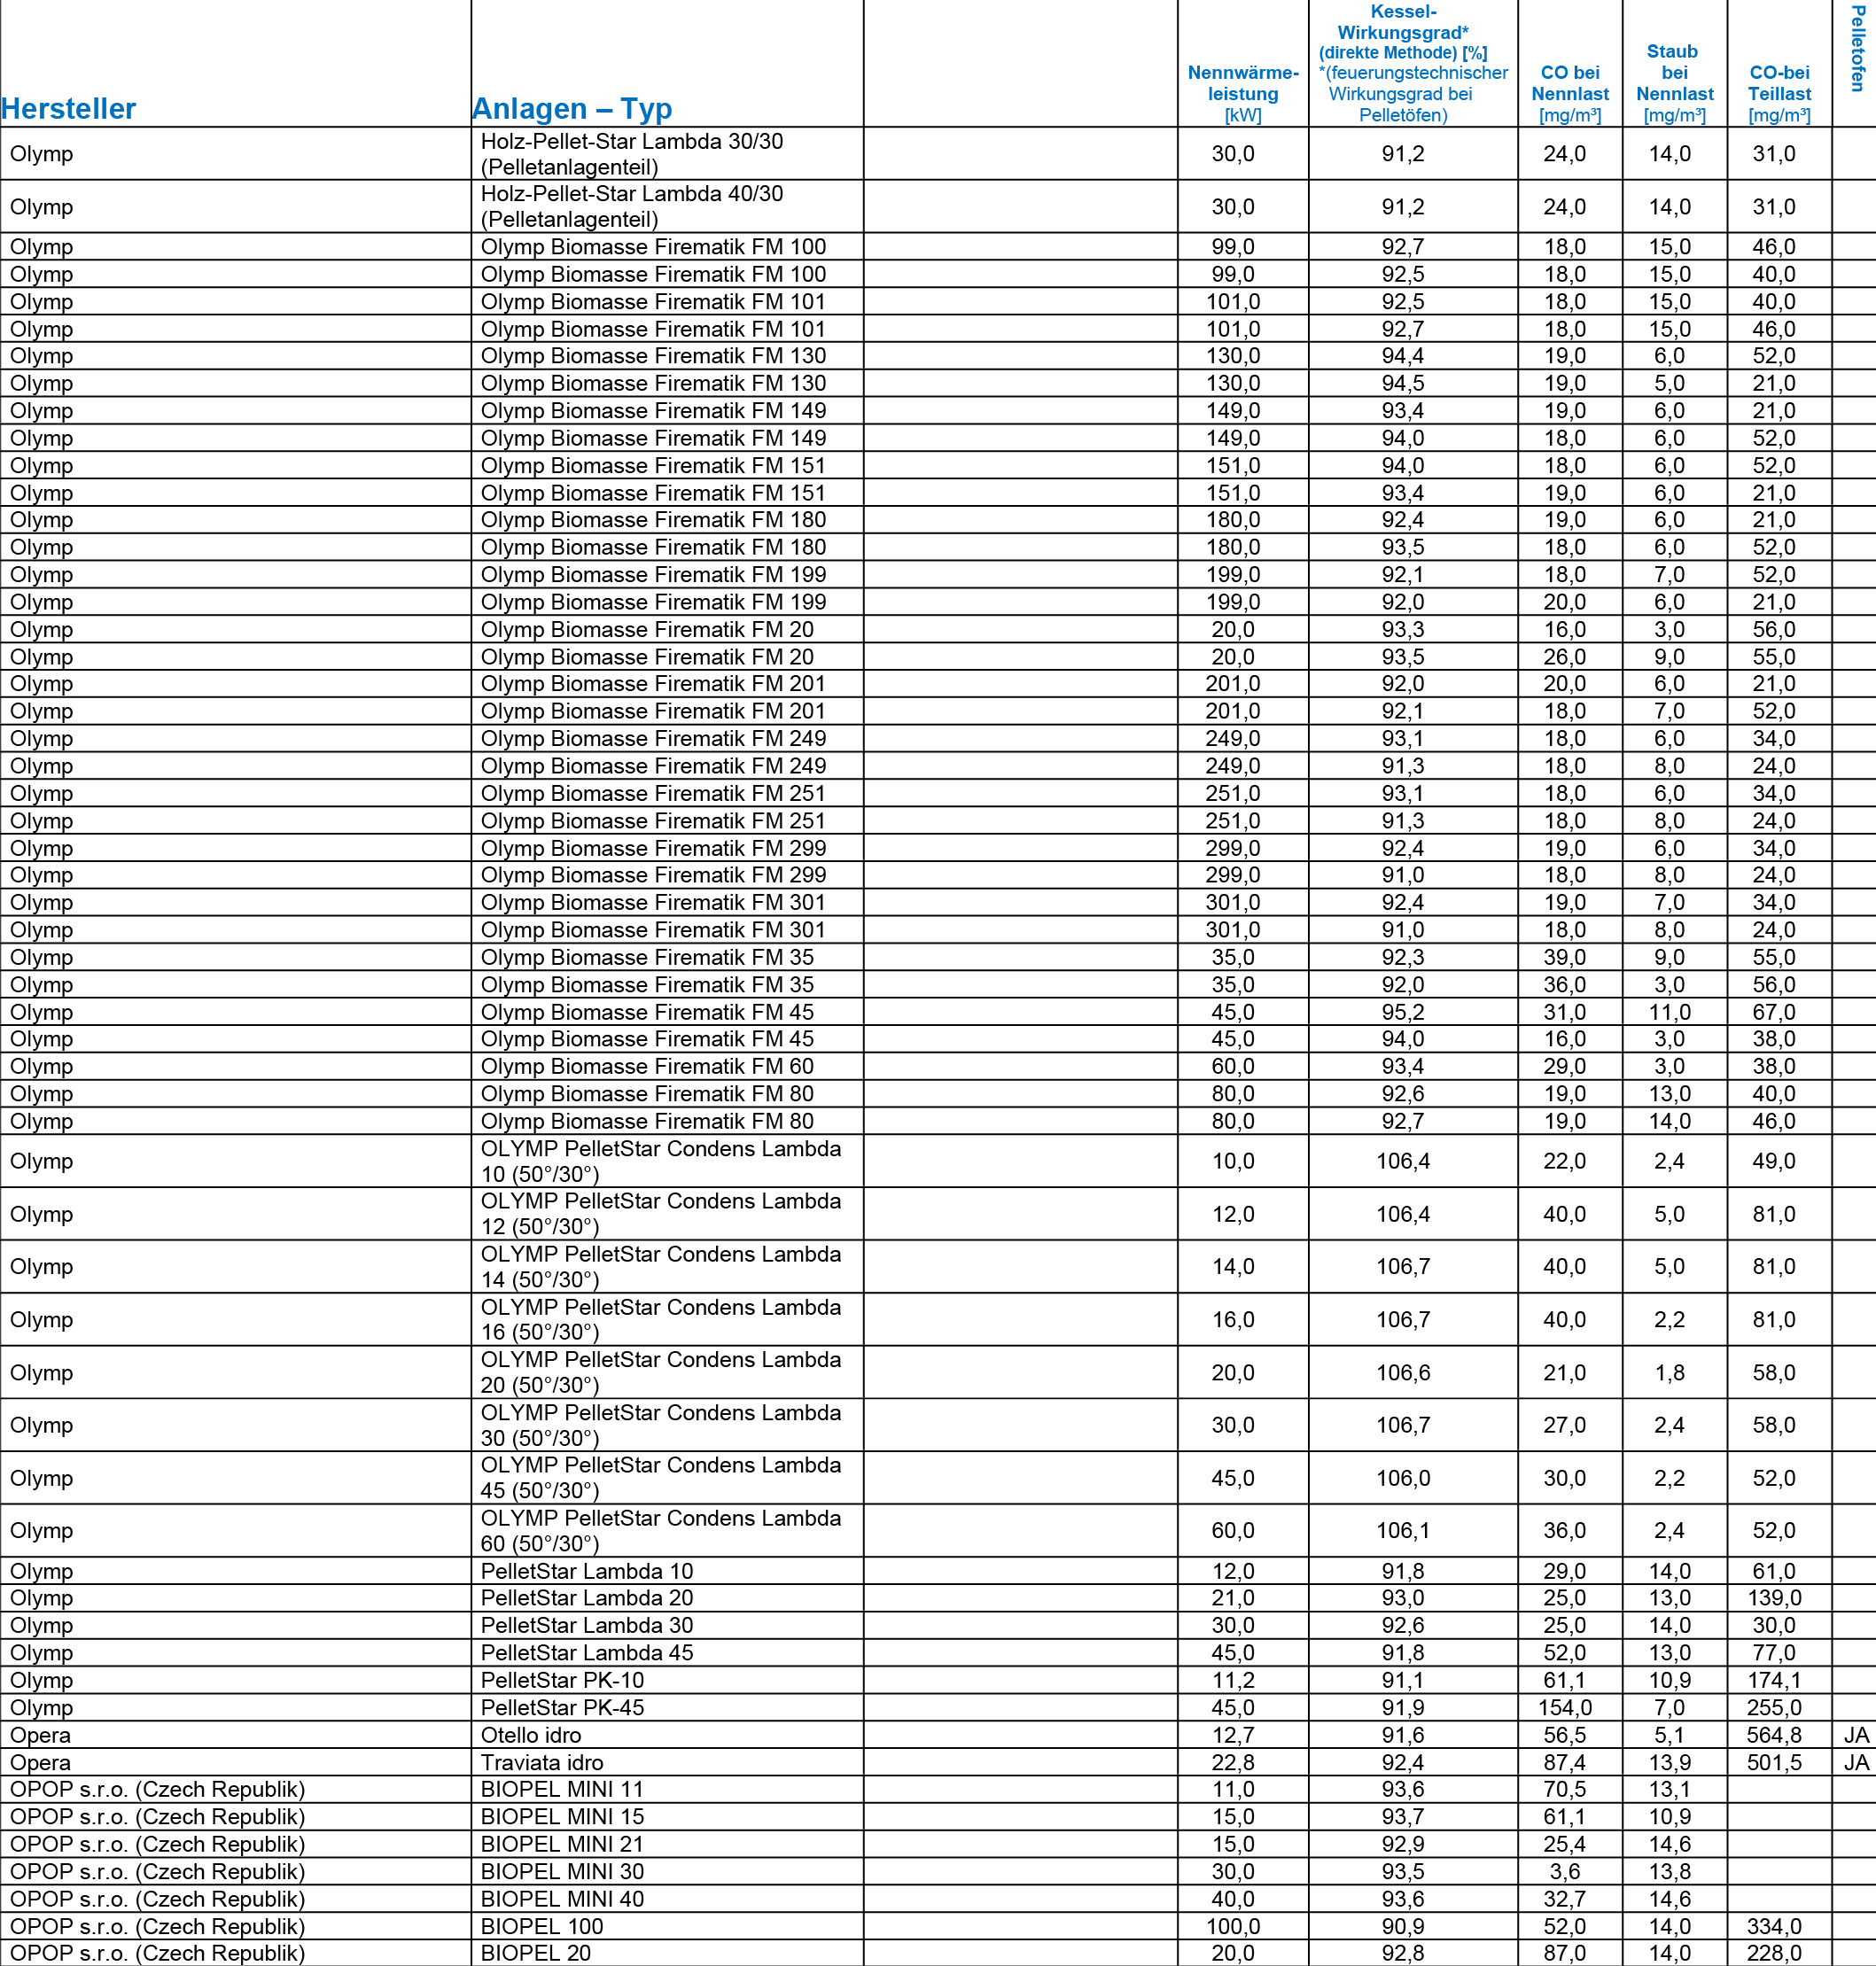 Hersteller Anlagen – Typ Nennwärme-leistung [kW] Kessel-Wirkungsgrad* (direkte Methode) [%] *(feuerungstechnischer Wirkungsgrad bei Pelletöfen) CO bei Nennlast [mg/m³] Staub bei Nennlast [mg/m³] CO-bei Teillast [mg/m³] Pelletofen
Olymp Holz-Pellet-Star Lambda 30/30 (Pelletanlagenteil) 30,0 91,2 24,0 14,0 31,0
Olymp Holz-Pellet-Star Lambda 40/30 (Pelletanlagenteil) 30,0 91,2 24,0 14,0 31,0
Olymp Olymp Biomasse Firematik FM 100 99,0 92,7 18,0 15,0 46,0
Olymp Olymp Biomasse Firematik FM 100 99,0 92,5 18,0 15,0 40,0
Olymp Olymp Biomasse Firematik FM 101 101,0 92,5 18,0 15,0 40,0
Olymp Olymp Biomasse Firematik FM 101 101,0 92,7 18,0 15,0 46,0
Olymp Olymp Biomasse Firematik FM 130 130,0 94,4 19,0 6,0 52,0
Olymp Olymp Biomasse Firematik FM 130 130,0 94,5 19,0 5,0 21,0
Olymp Olymp Biomasse Firematik FM 149 149,0 93,4 19,0 6,0 21,0
Olymp Olymp Biomasse Firematik FM 149 149,0 94,0 18,0 6,0 52,0
Olymp Olymp Biomasse Firematik FM 151 151,0 94,0 18,0 6,0 52,0
Olymp Olymp Biomasse Firematik FM 151 151,0 93,4 19,0 6,0 21,0
Olymp Olymp Biomasse Firematik FM 180 180,0 92,4 19,0 6,0 21,0
Olymp Olymp Biomasse Firematik FM 180 180,0 93,5 18,0 6,0 52,0
Olymp Olymp Biomasse Firematik FM 199 199,0 92,1 18,0 7,0 52,0
Olymp Olymp Biomasse Firematik FM 199 199,0 92,0 20,0 6,0 21,0
Olymp Olymp Biomasse Firematik FM 20 20,0 93,3 16,0 3,0 56,0
Olymp Olymp Biomasse Firematik FM 20 20,0 93,5 26,0 9,0 55,0
Olymp Olymp Biomasse Firematik FM 201 201,0 92,0 20,0 6,0 21,0
Olymp Olymp Biomasse Firematik FM 201 201,0 92,1 18,0 7,0 52,0
Olymp Olymp Biomasse Firematik FM 249 249,0 93,1 18,0 6,0 34,0
Olymp Olymp Biomasse Firematik FM 249 249,0 91,3 18,0 8,0 24,0
Olymp Olymp Biomasse Firematik FM 251 251,0 93,1 18,0 6,0 34,0
Olymp Olymp Biomasse Firematik FM 251 251,0 91,3 18,0 8,0 24,0
Olymp Olymp Biomasse Firematik FM 299 299,0 92,4 19,0 6,0 34,0
Olymp Olymp Biomasse Firematik FM 299 299,0 91,0 18,0 8,0 24,0
Olymp Olymp Biomasse Firematik FM 301 301,0 92,4 19,0 7,0 34,0
Olymp Olymp Biomasse Firematik FM 301 301,0 91,0 18,0 8,0 24,0
Olymp Olymp Biomasse Firematik FM 35 35,0 92,3 39,0 9,0 55,0
Olymp Olymp Biomasse Firematik FM 35 35,0 92,0 36,0 3,0 56,0
Olymp Olymp Biomasse Firematik FM 45 45,0 95,2 31,0 11,0 67,0
Olymp Olymp Biomasse Firematik FM 45 45,0 94,0 16,0 3,0 38,0
Olymp Olymp Biomasse Firematik FM 60 60,0 93,4 29,0 3,0 38,0
Olymp Olymp Biomasse Firematik FM 80 80,0 92,6 19,0 13,0 40,0
Olymp Olymp Biomasse Firematik FM 80 80,0 92,7 19,0 14,0 46,0
Olymp OLYMP PelletStar Condens Lambda 10 (50°/30°) 10,0 106,4 22,0 2,4 49,0
Olymp OLYMP PelletStar Condens Lambda 12 (50°/30°) 12,0 106,4 40,0 5,0 81,0
Olymp OLYMP PelletStar Condens Lambda 14 (50°/30°) 14,0 106,7 40,0 5,0 81,0
Olymp OLYMP PelletStar Condens Lambda 16 (50°/30°) 16,0 106,7 40,0 2,2 81,0
Olymp OLYMP PelletStar Condens Lambda 20 (50°/30°) 20,0 106,6 21,0 1,8 58,0
Olymp OLYMP PelletStar Condens Lambda 30 (50°/30°) 30,0 106,7 27,0 2,4 58,0
Olymp OLYMP PelletStar Condens Lambda 45 (50°/30°) 45,0 106,0 30,0 2,2 52,0
Olymp OLYMP PelletStar Condens Lambda 60 (50°/30°) 60,0 106,1 36,0 2,4 52,0
Olymp PelletStar Lambda 10 12,0 91,8 29,0 14,0 61,0
Olymp PelletStar Lambda 20 21,0 93,0 25,0 13,0 139,0
Olymp PelletStar Lambda 30 30,0 92,6 25,0 14,0 30,0
Olymp PelletStar Lambda 45 45,0 91,8 52,0 13,0 77,0
Olymp PelletStar PK-10 11,2 91,1 61,1 10,9 174,1
Olymp PelletStar PK-45 45,0 91,9 154,0 7,0 255,0
Opera Otello idro 12,7 91,6 56,5 5,1 564,8 JA
Opera Traviata idro 22,8 92,4 87,4 13,9 501,5 JA
OPOP s.r.o. (Czech Republik) BIOPEL MINI 11 11,0 93,6 70,5 13,1
OPOP s.r.o. (Czech Republik) BIOPEL MINI 15 15,0 93,7 61,1 10,9
OPOP s.r.o. (Czech Republik) BIOPEL MINI 21 15,0 92,9 25,4 14,6
OPOP s.r.o. (Czech Republik) BIOPEL MINI 30 30,0 93,5 3,6 13,8
OPOP s.r.o. (Czech Republik) BIOPEL MINI 40 40,0 93,6 32,7 14,6
OPOP s.r.o. (Czech Republik) BIOPEL 100 100,0 90,9 52,0 14,0 334,0
OPOP s.r.o. (Czech Republik) BIOPEL 20 20,0 92,8 87,0 14,0 228,0